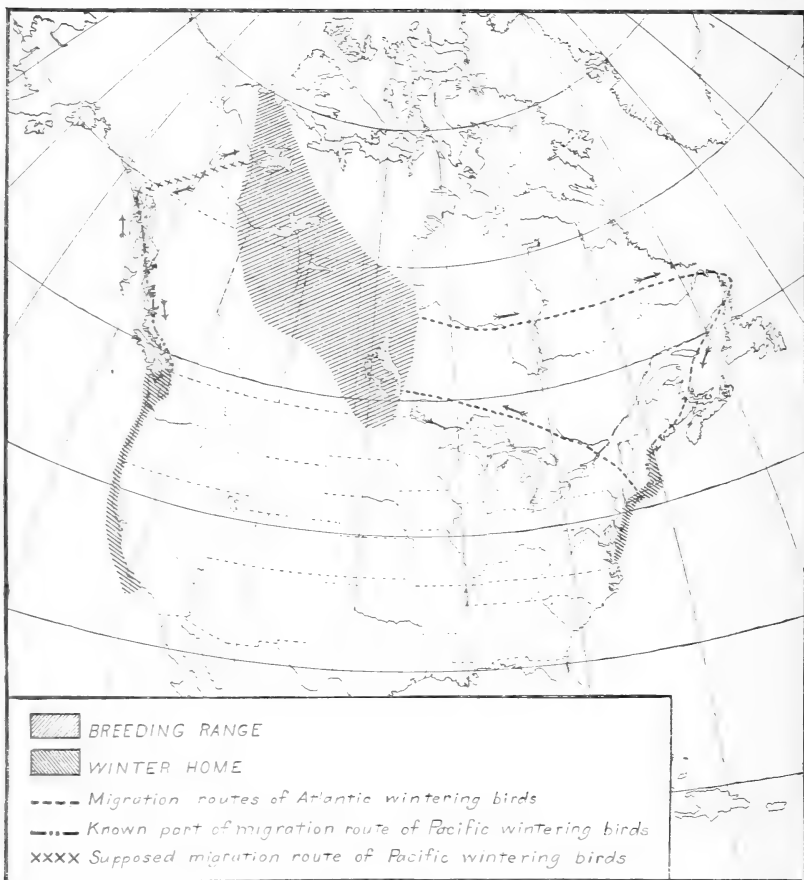 BREEDING RANGE
WINTER HOME
Migration routes of Atlantic wintering birds
Known part of migration route of Pacific wintering birds
Supposed migration route of Pacific wintering birds